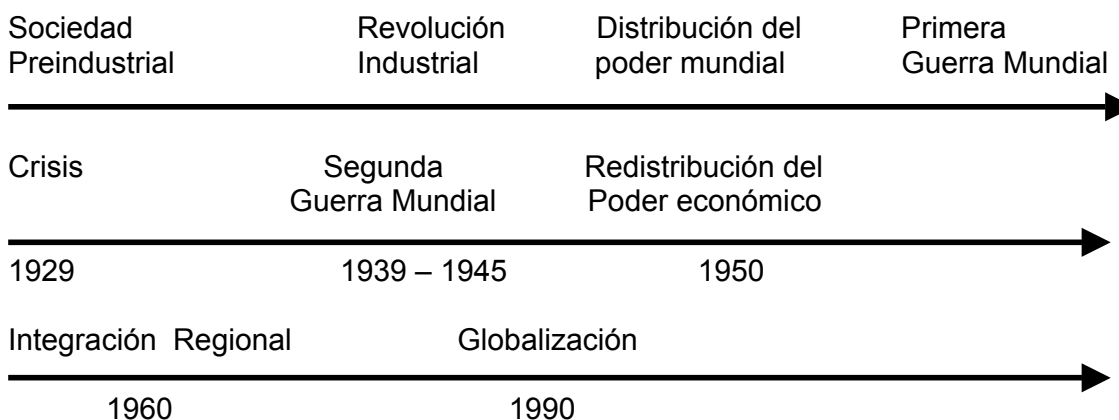 Sociedad Revolución Distribución del Primera
Preindustrial Industrial poder mundial Guerra Mundial
Crisis Segunda Redistribución del
Guerra Mundial Poder económico
1929 1939 – 1945 1950
Integración Regional Globalización
1960 1990